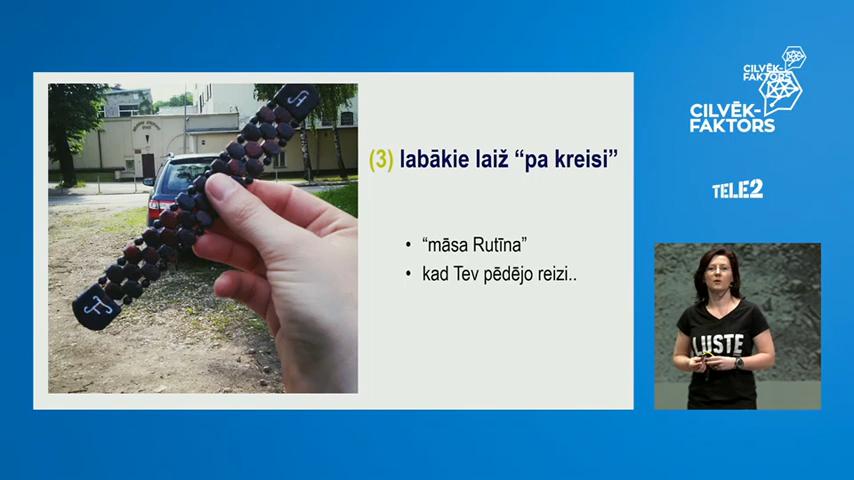 (3) labākie laiž “pa kreisi”
• “māsa Rutīna”
• kad Tev pēdējo reizi..
CILVĒK-
FAKTORS
CILVĒK-
FAKTORS
TELE2
LUSTE